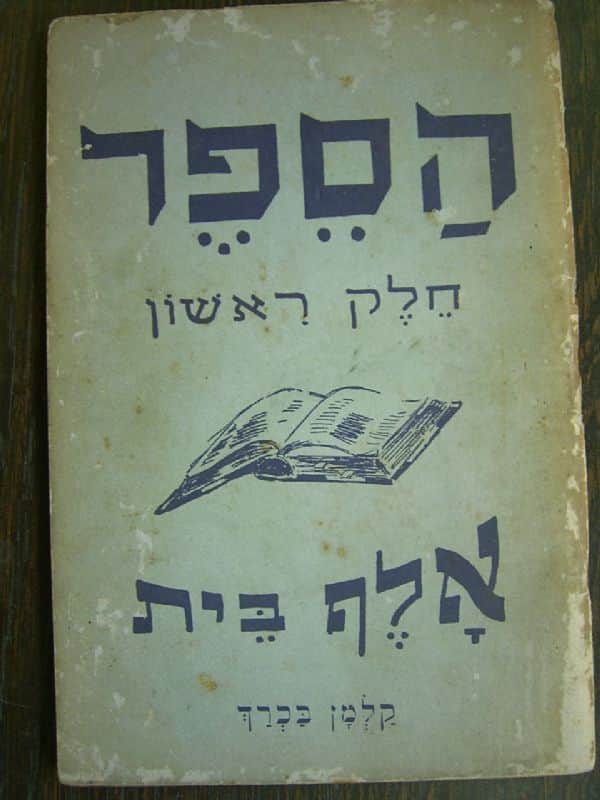 הַסֵפֶר
חֵלֶק רִאשׁוֹן
אָלֶף בֵּית
קַלְמָן בַּכְרַךְ